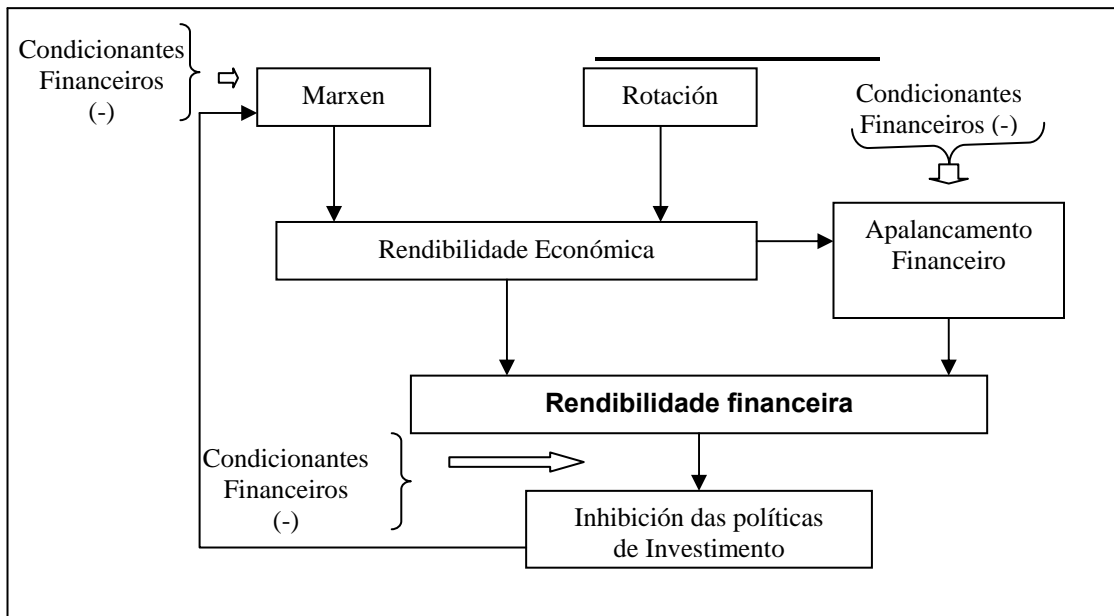 Condicionantes
Financeiros
(-)
Marxen
Rotación
Condicionantes
Financeiros (-)
Rendibilidade Económica
Apalancamento
Financeiro
Rendibilidade financeira
Condicionantes
Financeiros
(-)
Inhibición das políticas
de Investimento